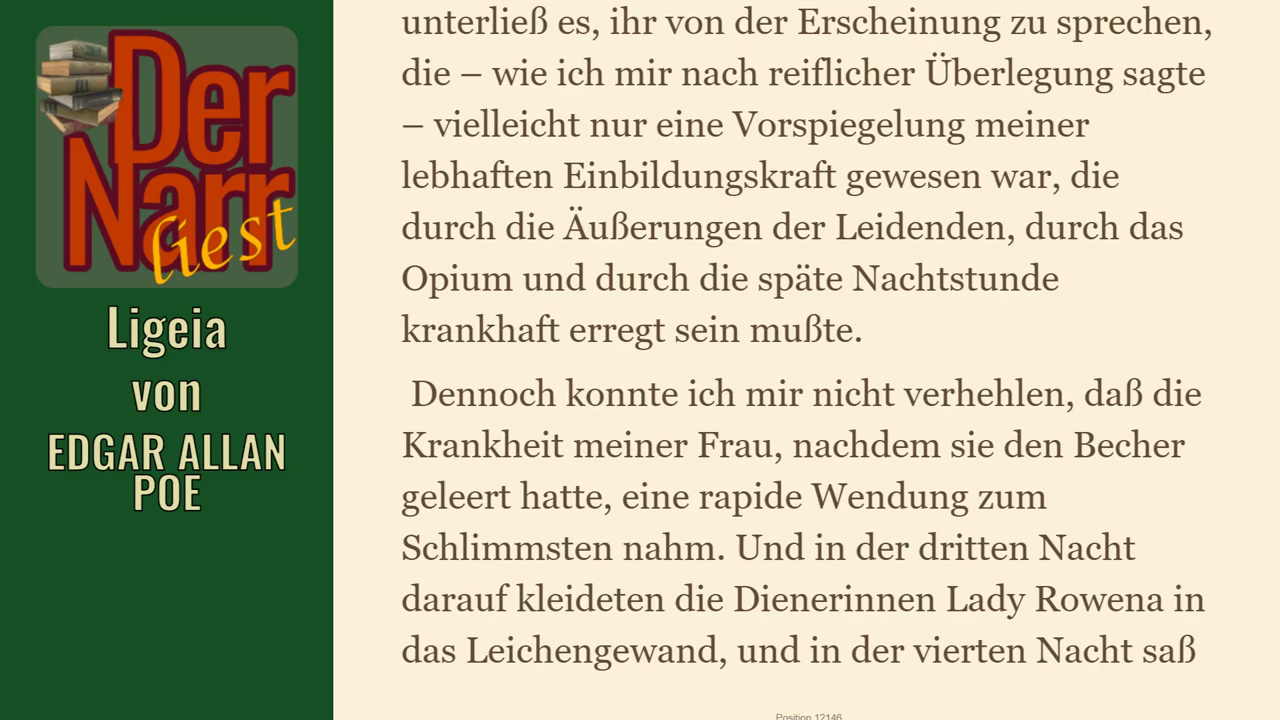 Der
Narr
liest
Ligeia
von
EDGAR ALLAN
POE
unterließ es, ihr von der Erscheinung zu sprechen,
die – wie ich mir nach reiflicher Überlegung sagte
– vielleicht nur eine Vorspiegelung meiner
lebhaften Einbildungskraft gewesen war, die
durch die Äußerungen der Leidenden, durch das
Opium und durch die späte Nachtstunde
krankhaft erregt sein mußte.
Dennoch konnte ich mir nicht verhehlen, daß die
Krankheit meiner Frau, nachdem sie den Becher
geleert hatte, eine rapide Wendung zum
Schlimmsten nahm. Und in der dritten Nacht
darauf kleideten die Dienerinnen Lady Rowena in
das Leichengewand, und in der vierten Nacht saß
Position 12146